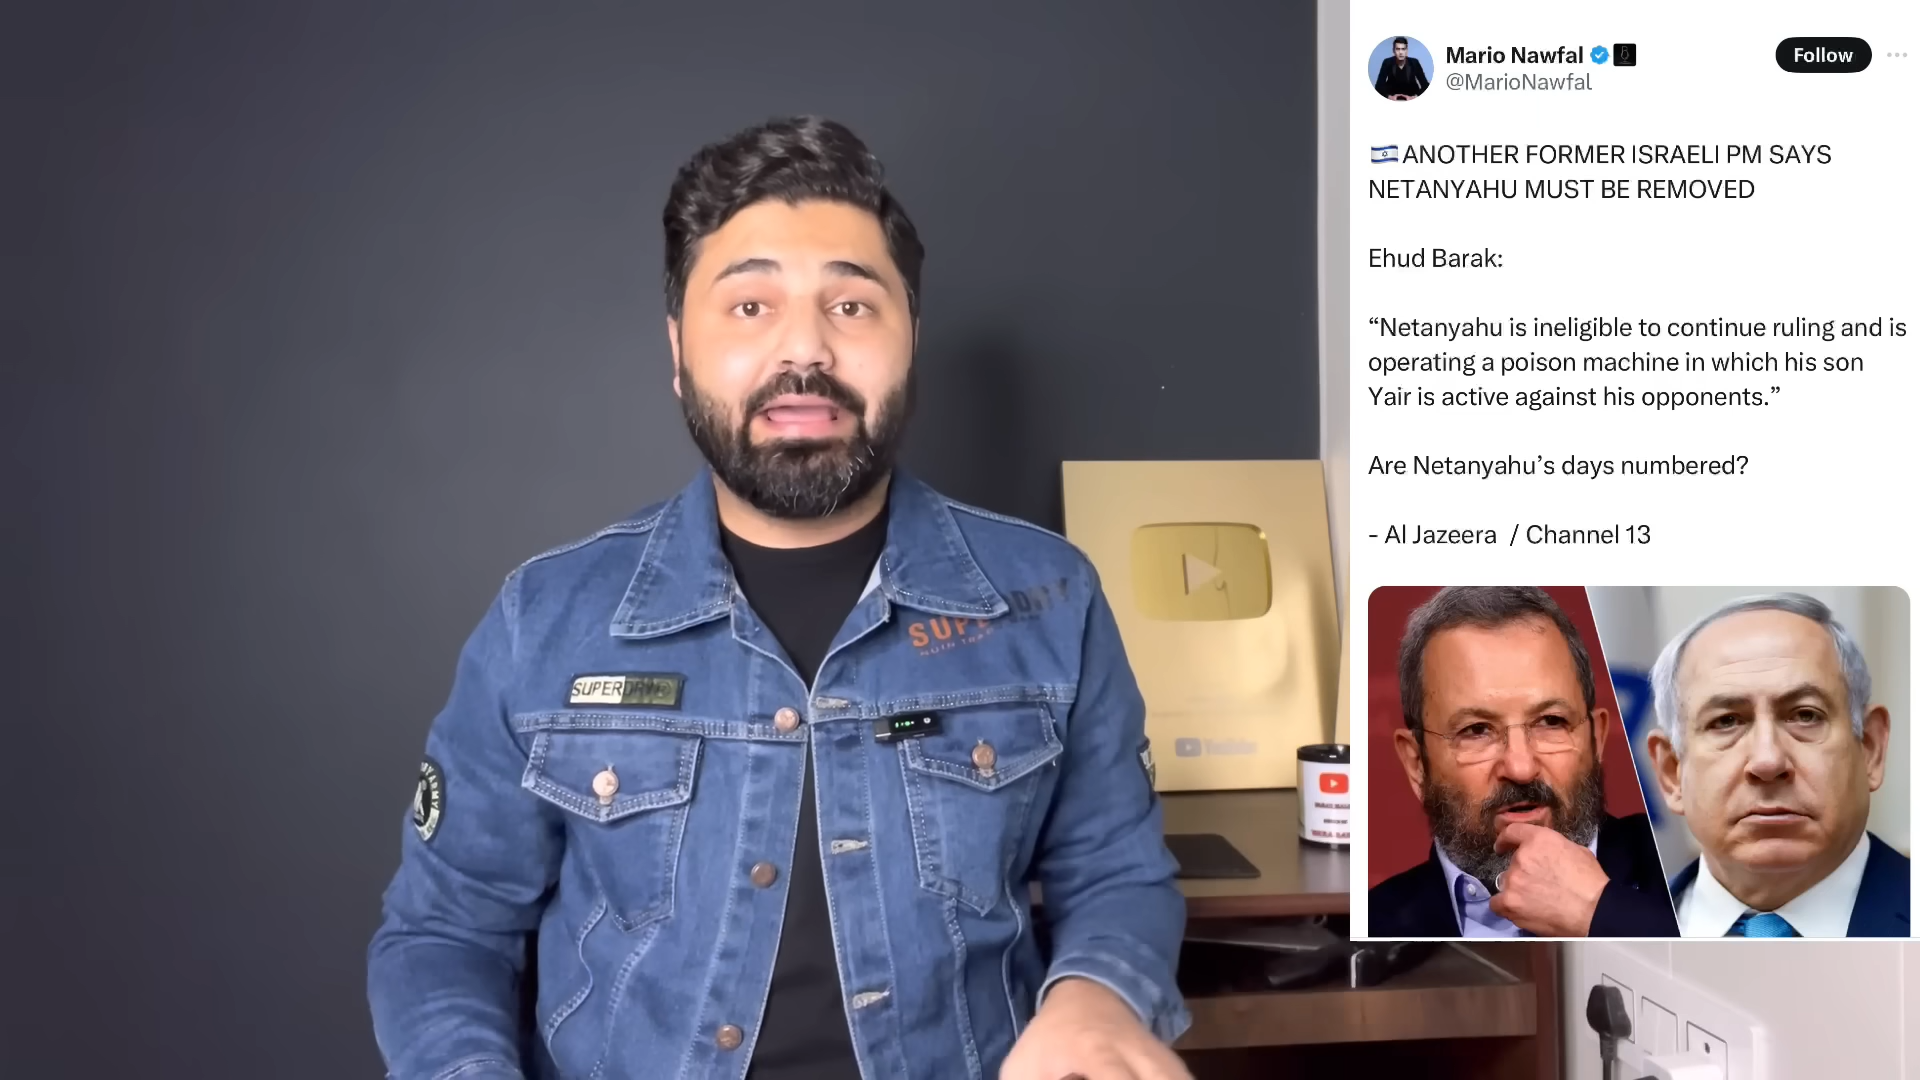 Mario Nawfal
@MarioNawfal
Follow
ANOTHER FORMER ISRAELI PM SAYS
NETANYAHU MUST BE REMOVED
Ehud Barak:
“Netanyahu is ineligible to continue ruling and is
operating a poison machine in which his son
Yair is active against his opponents.”
Are Netanyahu’s days numbered?
- Al Jazeera / Channel 13
SUPERDRY
YouTube